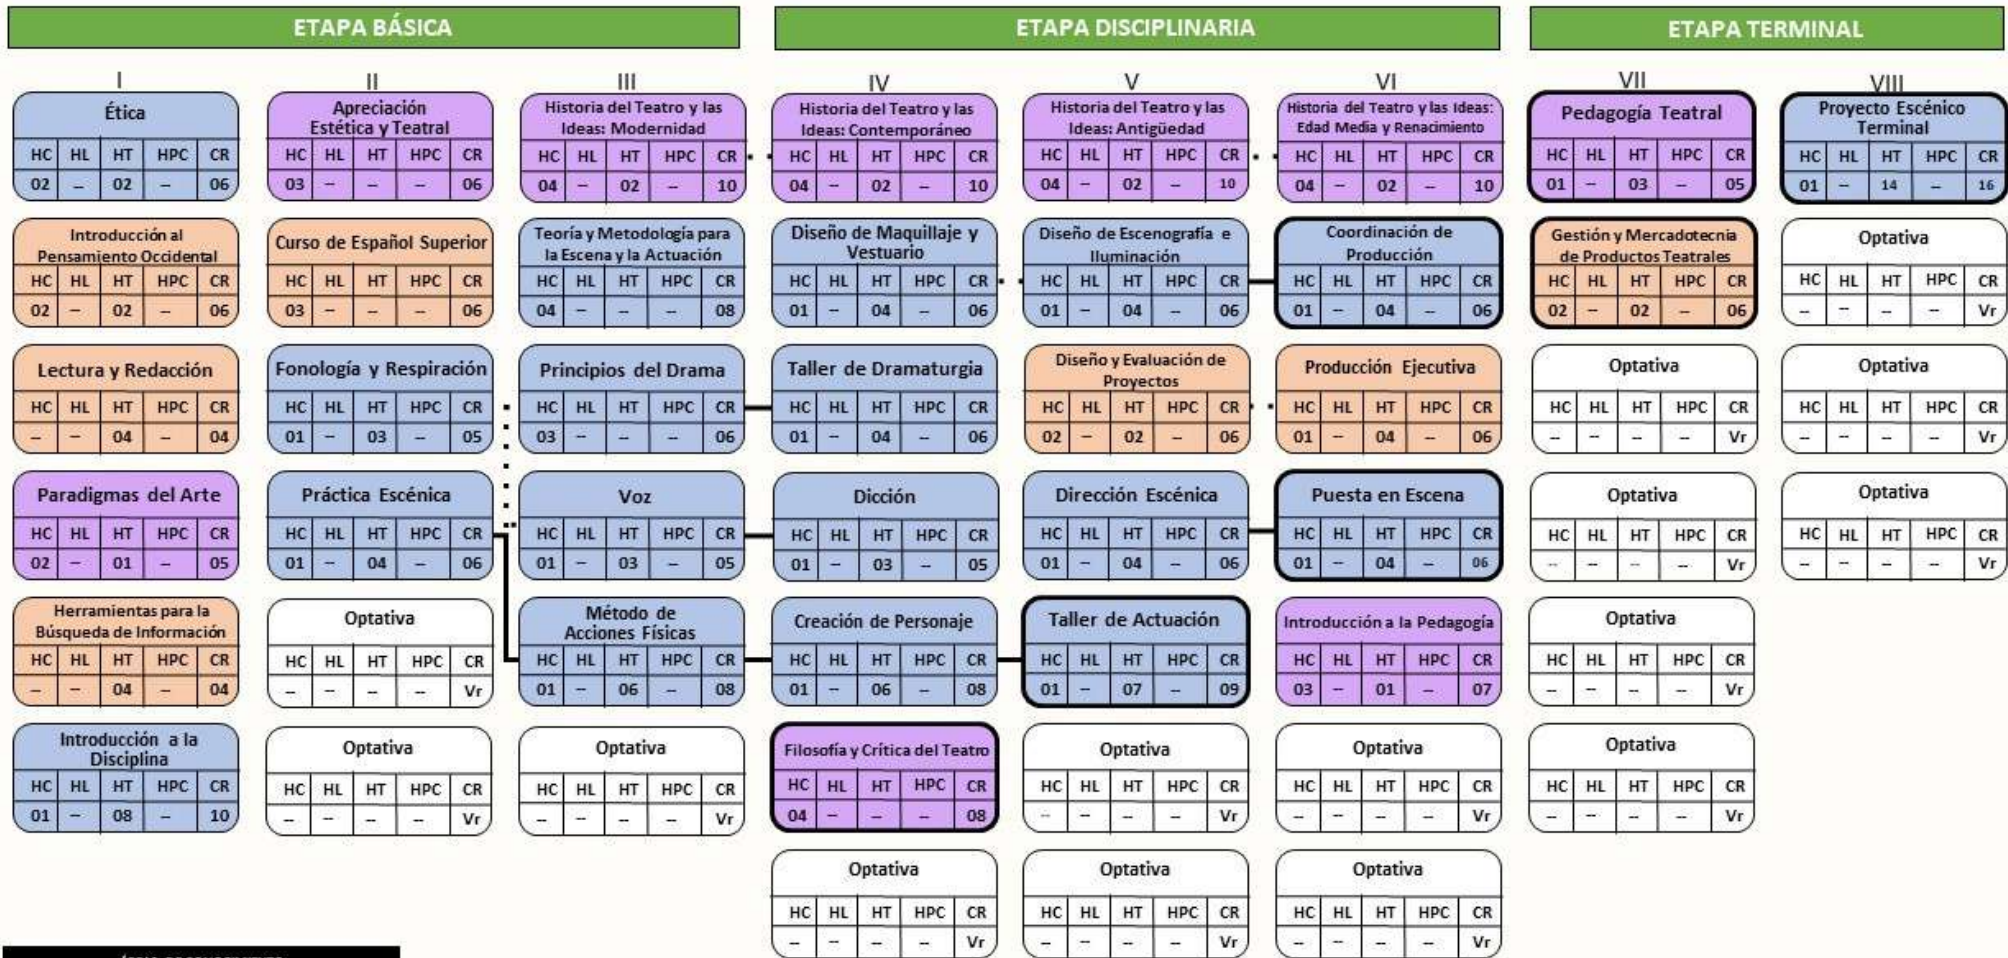 ETAPA BÁSICA ETAPA DISCIPLINARIA ETAPA TERMINAL
I II III IV V VI VII VIII
Ética
HC HL HT HPC CR
02 -- 02 -- 06
Apreciación
Estética y Teatral
HC HL HT HPC CR
03 -- -- -- 06
Historia del Teatro y las
Ideas: Modernidad
HC HL HT HPC CR
04 -- 02 -- 10
Historia del Teatro y las
Ideas: Contemporáneo
HC HL HT HPC CR
04 -- 02 -- 10
Historia del Teatro y las
Ideas: Antigüedad
HC HL HT HPC CR
04 -- 02 -- 10
Historia del Teatro y las Ideas:
Edad Media y Renacimiento
HC HL HT HPC CR
04 -- 02 -- 10
Pedagogía Teatral
HC HL HT HPC CR
01 -- 03 -- 05
Proyecto Escénico
Terminal
HC HL HT HPC CR
01 -- 14 -- 16
Introducción al
Pensamiento Occidental
HC HL HT HPC CR
02 -- 02 -- 06
Curso de Español Superior
HC HL HT HPC CR
03 -- -- -- 06
Teoría y Metodología para
la Escena y la Actuación
HC HL HT HPC CR
04 -- -- -- 08
Diseño de Maquillaje y
Vestuario
HC HL HT HPC CR
01 -- 04 -- 06
Diseño de Escenografía e
Iluminación
HC HL HT HPC CR
01 -- 04 -- 06
Coordinación de
Producción
HC HL HT HPC CR
01 -- 04 -- 06
Gestión y Mercadotecnia
de Productos Teatrales
HC HL HT HPC CR
02 -- 02 -- 06
Optativa
HC HL HT HPC CR
-- -- -- -- Vr
Lectura y Redacción
HC HL HT HPC CR
-- -- 04 -- 04
Fonología y Respiración
HC HL HT HPC CR
01 -- 03 -- 05
Principios del Drama
HC HL HT HPC CR
03 -- -- -- 06
Taller de Dramaturgia
HC HL HT HPC CR
01 -- 04 -- 06
Diseño y Evaluación de
Proyectos
HC HL HT HPC CR
02 -- 02 -- 06
Producción Ejecutiva
HC HL HT HPC CR
01 -- 04 -- 06
Optativa
HC HL HT HPC CR
-- -- -- -- Vr
Optativa
HC HL HT HPC CR
-- -- -- -- Vr
Paradigmas del Arte
HC HL HT HPC CR
02 -- 01 -- 05
Práctica Escénica
HC HL HT HPC CR
01 -- 04 -- 06
Voz
HC HL HT HPC CR
01 -- 03 -- 05
Dicción
HC HL HT HPC CR
01 -- 03 -- 05
Dirección Escénica
HC HL HT HPC CR
01 -- 04 -- 06
Puesta en Escena
HC HL HT HPC CR
01 -- 04 -- 06
Optativa
HC HL HT HPC CR
-- -- -- -- Vr
Optativa
HC HL HT HPC CR
-- -- -- -- Vr
Herramientas para la
Búsqueda de Información
HC HL HT HPC CR
-- -- 04 -- 04
Optativa
HC HL HT HPC CR
-- -- -- -- Vr
Método de
Acciones Físicas
HC HL HT HPC CR
01 -- 06 -- 08
Creación de Personaje
HC HL HT HPC CR
01 -- 06 -- 08
Taller de Actuación
HC HL HT HPC CR
01 -- 07 -- 09
Introducción a la Pedagogía
HC HL HT HPC CR
03 -- 01 -- 07
Optativa
HC HL HT HPC CR
-- -- -- -- Vr
Introducción a la
Disciplina
HC HL HT HPC CR
01 -- 08 -- 10
Optativa
HC HL HT HPC CR
-- -- -- -- Vr
Optativa
HC HL HT HPC CR
-- -- -- -- Vr
Filosofía y Crítica del Teatro
HC HL HT HPC CR
04 -- -- -- 08
Optativa
HC HL HT HPC CR
-- -- -- -- Vr
Optativa
HC HL HT HPC CR
-- -- -- -- Vr
Optativa
HC HL HT HPC CR
-- -- -- -- Vr
Optativa
HC HL HT HPC CR
-- -- -- -- Vr
Optativa
HC HL HT HPC CR
-- -- -- -- Vr
Optativa
HC HL HT HPC CR
-- -- -- -- Vr